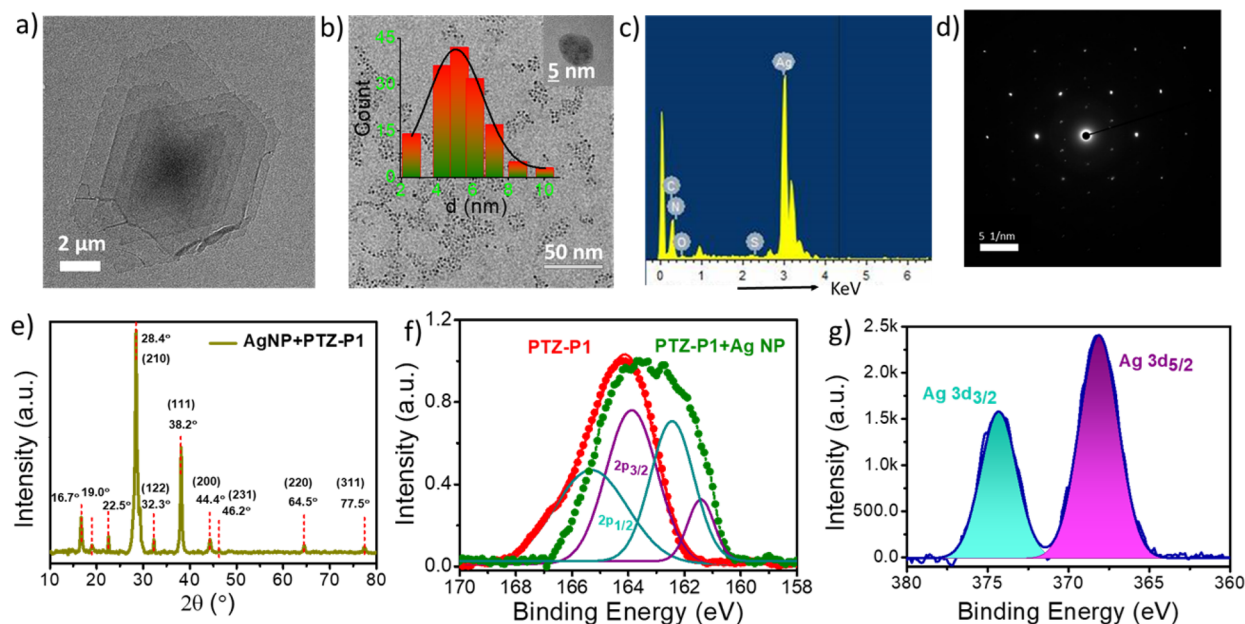 a)
2 μm
b)
45
30
15
0
Count
2 4 6 8 10
d (nm)
5 nm
50 nm
c)
Ag
C
N
O
S
0 1 2 3 4 5 6
KeV
d)
5 1/nm
e)
AgNP+PTZ-P1
28.4°
(210)
(111)
38.2°
16.7°
19.0°
22.5°
(122)
32.3°
(200)
44.4°
(231)
46.2°
(220)
64.5°
(311)
77.5°
Intensity (a.u.)
10 20 30 40 50 60 70 80
2θ (°)
f)
PTZ-P1
PTZ-P1+Ag NP
1.2
0.8
0.4
0.0
2p3/2
2p1/2
Intensity (a.u.)
170 168 166 164 162 160 158
Binding Energy (eV)
g)
Ag 3d3/2
Ag 3d5/2
2.5k
2.0k
1.5k
1.0k
500.0
0.0
Intensity (a.u.)
380 375 370 365 360
Binding Energy (eV)